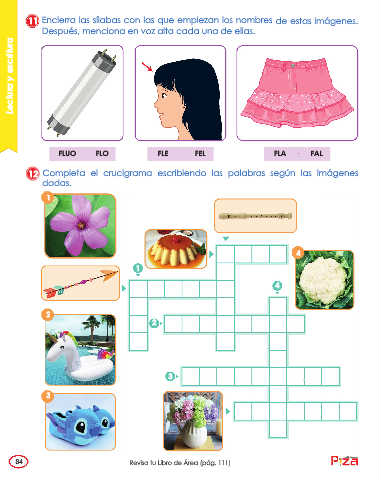 Lectura y escritura
11 Encierra las sílabas con las que empiezan los nombres de estas imágenes.
Después, menciona en voz alta cada una de ellas.
FLUO FLO
FLE FEL
FLA - FAL
12 Completa el crucigrama escribiendo las palabras según las imágenes
dadas.
1
4
1
4
2
2
3
3
84
Revisa tu Libro de Área (pág. 111)
Piza